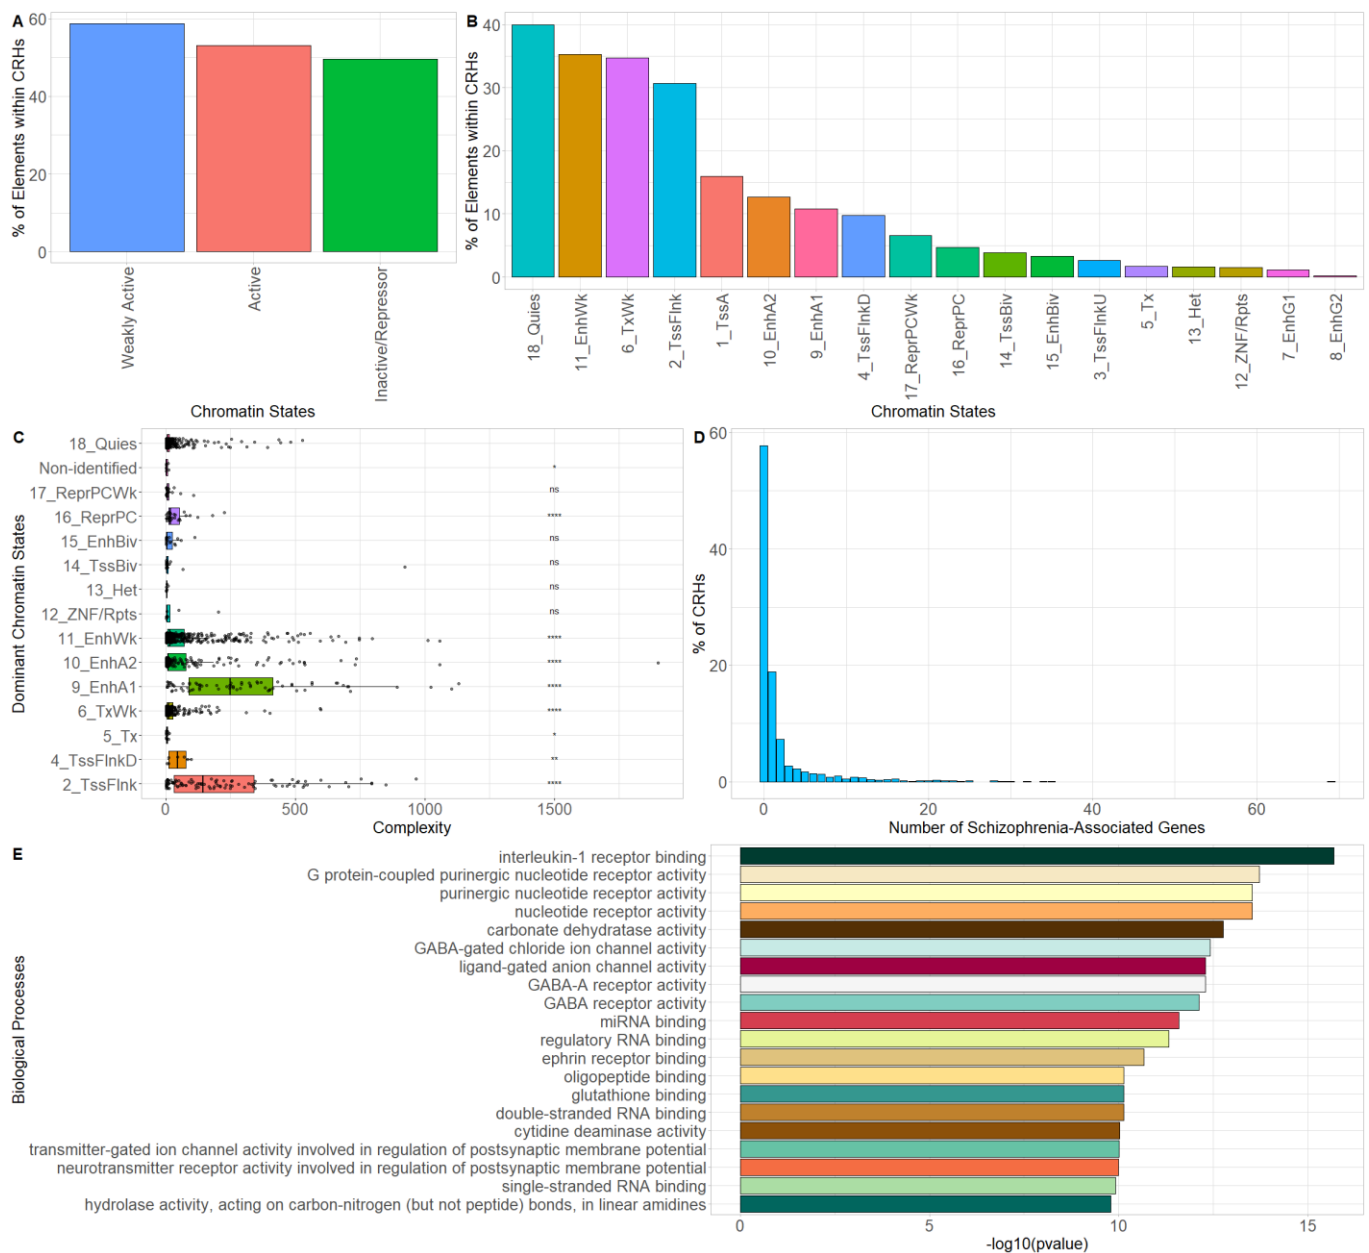 A
60
40
20
0
% of Elements within CRHs
Weakly Active
Active
Inactive/Repressor
Chromatin States
B
40
30
20
10
0
% of Elements within CRHs
18_Quies
11_EnhWk
6_TxWk
2_TssFlnk
1_TssA
10_EnhA2
9_EnhA1
4_TssFlnkD
17_ReprPCWk
16_ReprPC
14_TssBiv
15_EnhBiv
3_TssFlnkU
5_Tx
13_Het
12_ZNF/Rpts
7_EnhG1
8_EnhG2
Chromatin States
C
Dominant Chromatin States
18_Quies
Non-identified *
17_ReprPCWk ns
16_ReprPC ****
15_EnhBiv ns
14_TssBiv ns
13_Het ns
12_ZNF/Rpts ns
11_EnhWk ****
10_EnhA2 ****
9_EnhA1 ****
6_TxWk ****
5_Tx *
4_TssFlnkD **
2_TssFlnk ****
0 500 1000 1500
Complexity
D
60
40
20
0
% of CRHs
0 20 40 60
Number of Schizophrenia-Associated Genes
E
Biological Processes
interleukin-1 receptor binding
G protein-coupled purinergic nucleotide receptor activity
purinergic nucleotide receptor activity
nucleotide receptor activity
carbonate dehydratase activity
GABA-gated chloride ion channel activity
ligand-gated anion channel activity
GABA-A receptor activity
GABA receptor activity
miRNA binding
regulatory RNA binding
ephrin receptor binding
oligopeptide binding
glutathione binding
double-stranded RNA binding
cytidine deaminase activity
transmitter-gated ion channel activity involved in regulation of postsynaptic membrane potential
neurotransmitter receptor activity involved in regulation of postsynaptic membrane potential
single-stranded RNA binding
hydrolase activity, acting on carbon-nitrogen (but not peptide) bonds, in linear amidines
0 5 10 15
-log10(pvalue)